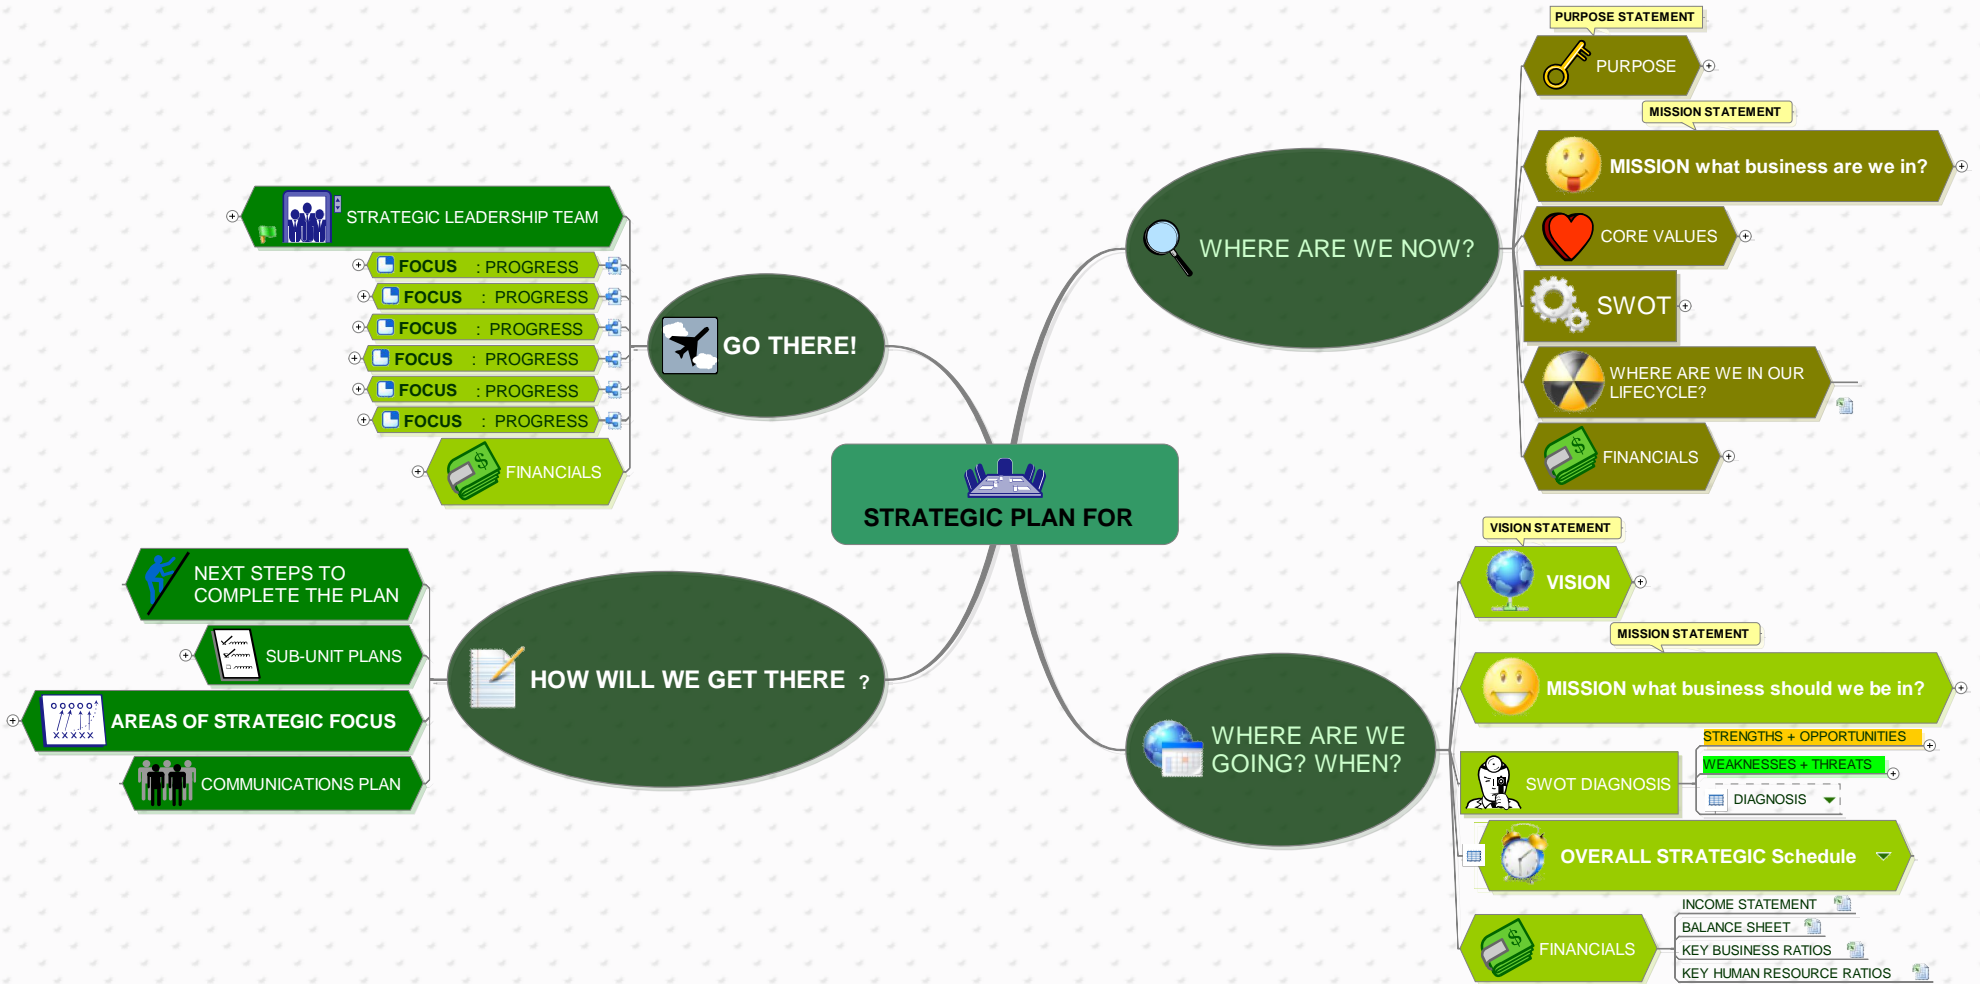 STRATEGIC PLAN FOR
PURPOSE STATEMENT
PURPOSE
MISSION STATEMENT
MISSION what business are we in?
WHERE ARE WE NOW?
CORE VALUES
SWOT
WHERE ARE WE IN OUR
LIFECYCLE?
FINANCIALS
VISION STATEMENT
VISION
MISSION STATEMENT
MISSION what business should we be in?
WHERE ARE WE
GOING? WHEN?
SWOT DIAGNOSIS
STRENGTHS + OPPORTUNITIES
WEAKNESSES + THREATS
DIAGNOSIS
OVERALL STRATEGIC Schedule
FINANCIALS
INCOME STATEMENT
BALANCE SHEET
KEY BUSINESS RATIOS
KEY HUMAN RESOURCE RATIOS
HOW WILL WE GET THERE ?
NEXT STEPS TO
COMPLETE THE PLAN
SUB-UNIT PLANS
AREAS OF STRATEGIC FOCUS
COMMUNICATIONS PLAN
GO THERE!
STRATEGIC LEADERSHIP TEAM
FOCUS : PROGRESS
FOCUS : PROGRESS
FOCUS : PROGRESS
FOCUS : PROGRESS
FOCUS : PROGRESS
FOCUS : PROGRESS
FINANCIALS